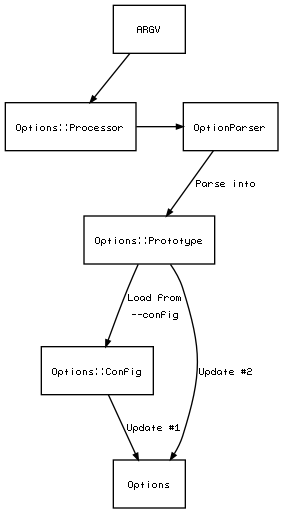 ARGV
Options::Processor
OptionParser
Parse into
Options::Prototype
Load from
--config
Options::Config
Update #2
Update #1
Options